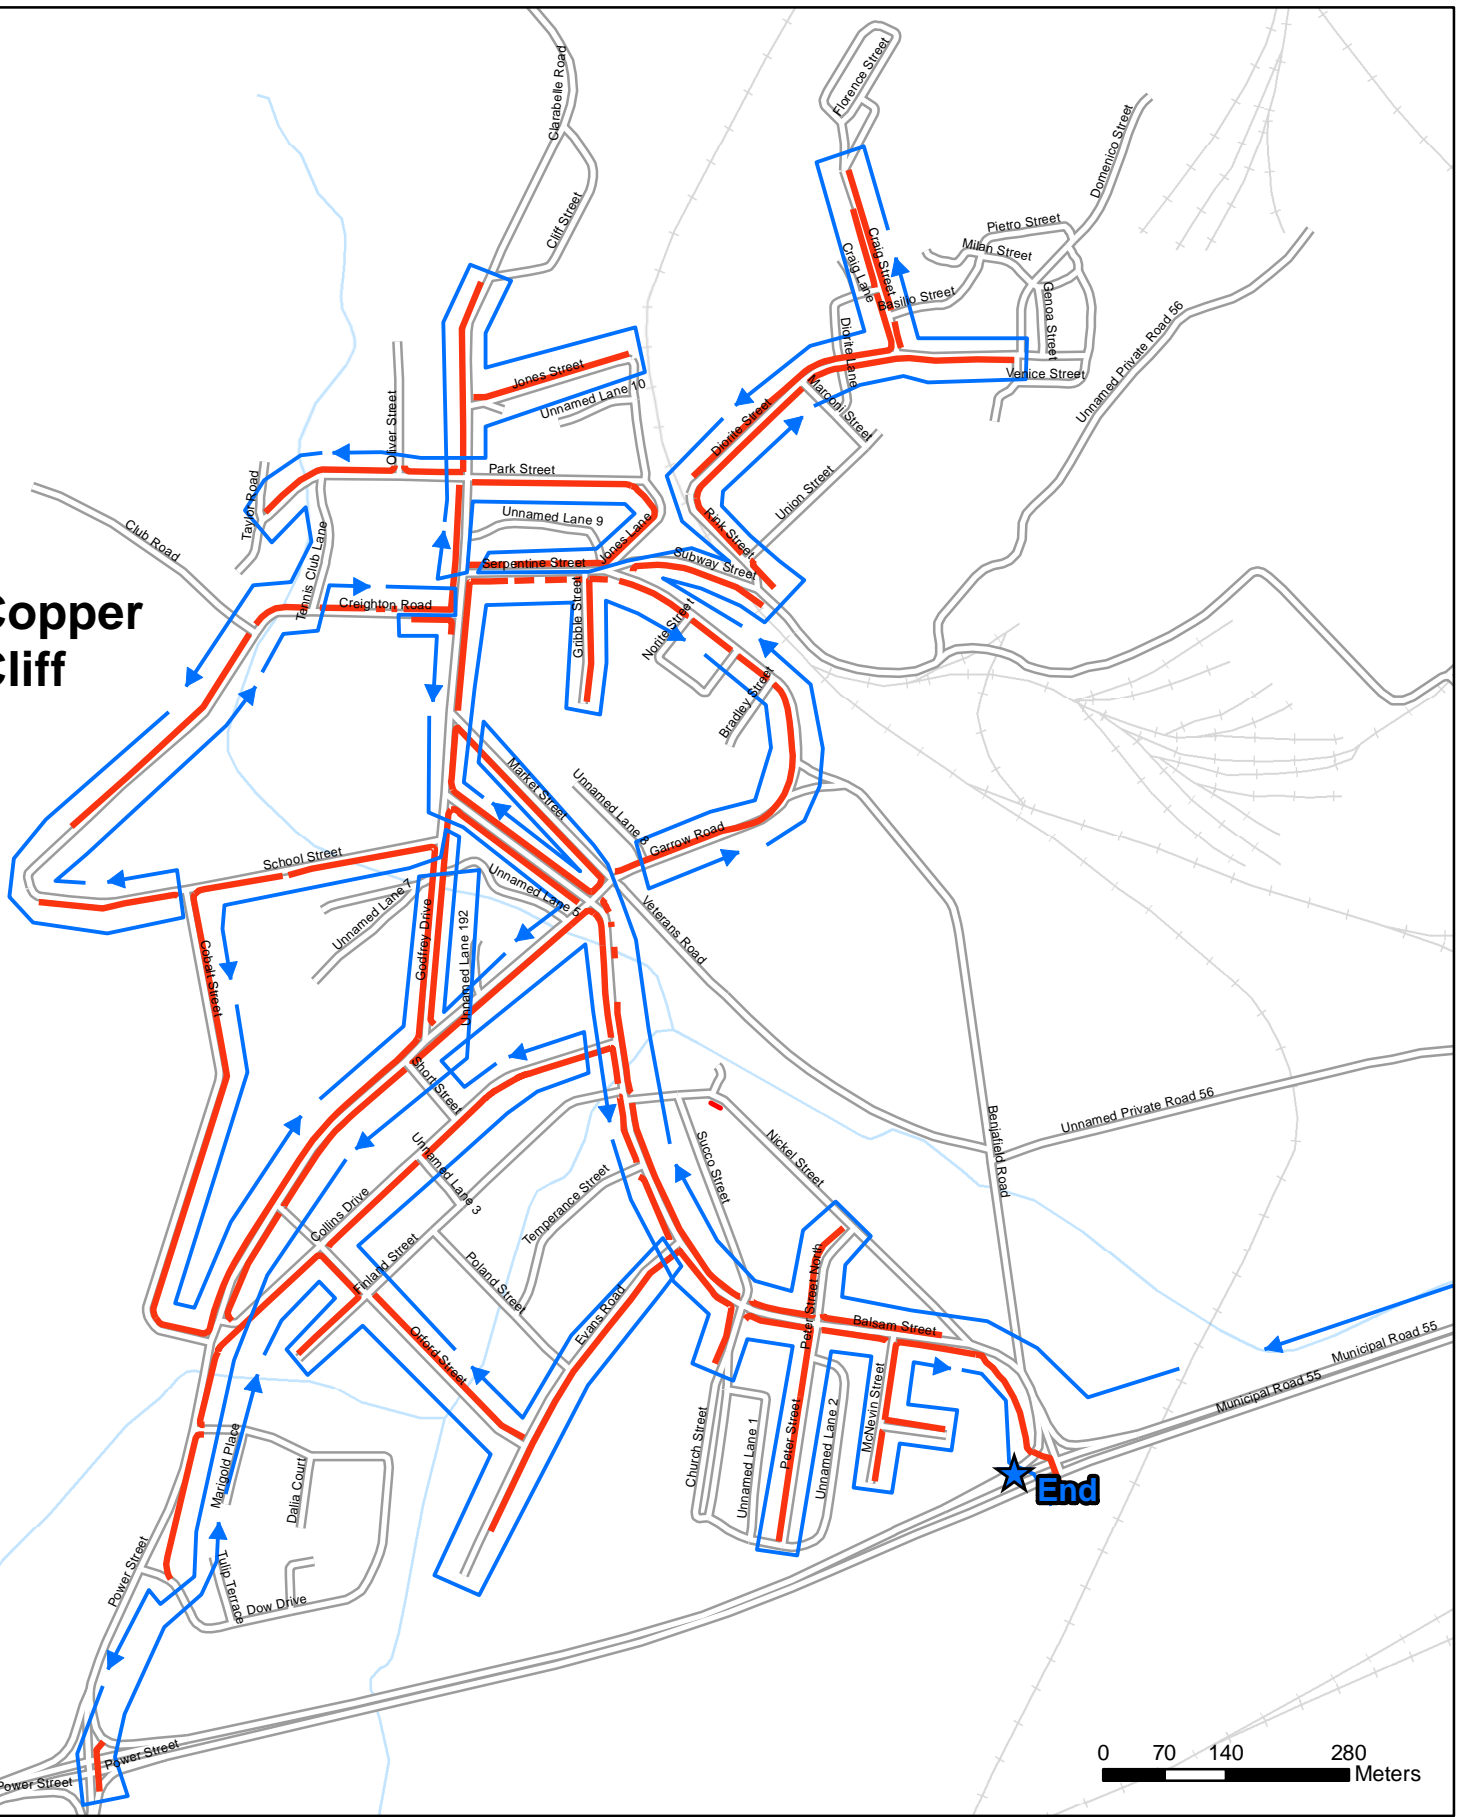 Clarabelle Road
Florence Street
Domenico Street
Cliff Street
Pietro Street
Milan Street
Craig Street
Craig Lane
Basilio Street
Genoa Street
Diorite Lane
Unnamed Private Road 56
Venice Street
Jones Street
Unnamed Lane 10
Marconi Street
Oliver Street
Diorite Street
Park Street
Taylor Road
Union Street
Club Road
Unnamed Lane 9
Rink Street
Jones Lane
Tennis Club Lane
Serpentine Street
Subway Street
Creighton Road
Gribble Street
Norite Street
Copper
Cliff
Bradley Street
Market Street
Unnamed Lane 8
Garrow Road
School Street
Unnamed Lane 5
Unnamed Lane 7
Godfrey Drive
Unnamed Lane 192
Veterans Road
Cobalt Street
Short Street
Unnamed Private Road 56
Benjafield Road
Nickel Street
Succo Street
Unnamed Lane 3
Temperance Street
Collins Drive
Finland Street
Poland Street
Peter Street North
Evans Road
Balsam Street
Orford Street
Municipal Road 55
Municipal Road 55
McNevin Street
Church Street
Unnamed Lane 1
Peter Street
Unnamed Lane 2
Marigold Place
Dalia Court
End
Power Street
Tulip Terrace
Dow Drive
Power Street
Power Street
0 70 140 280
Meters